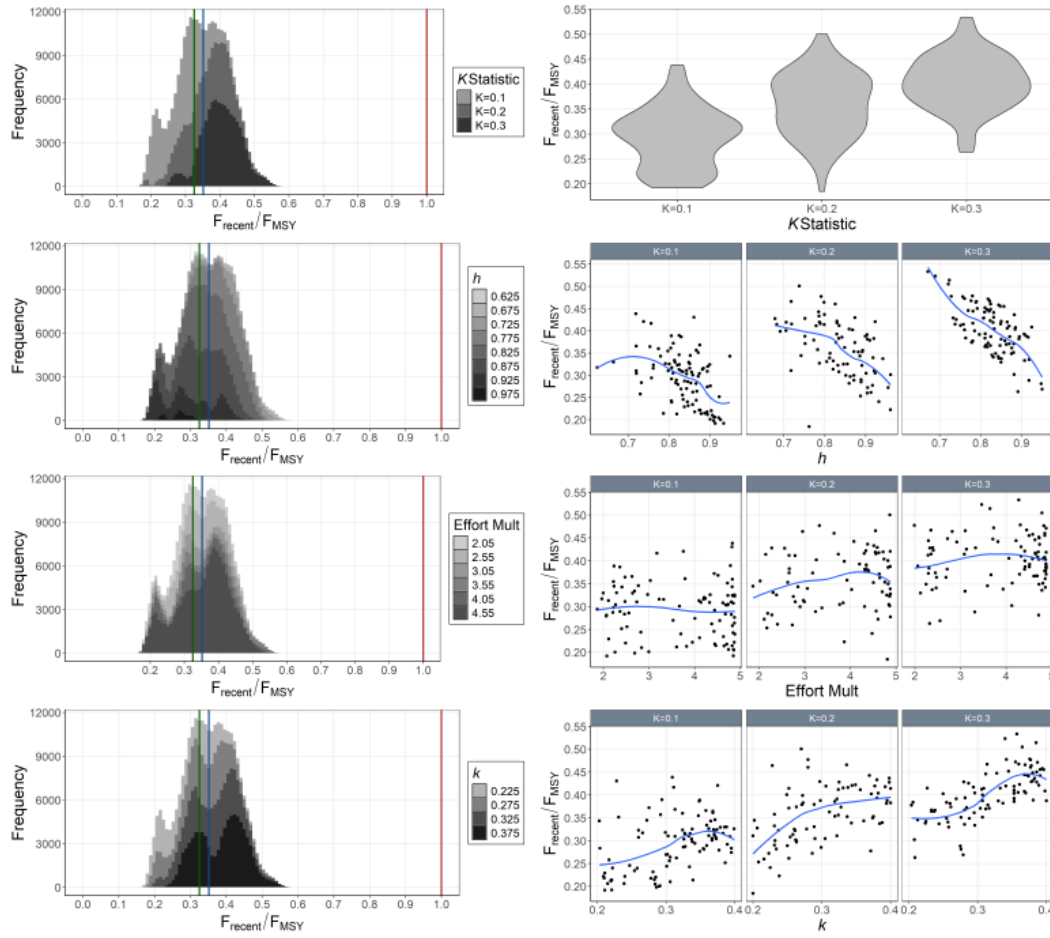 12000
9000
6000
3000
0
Frequency
0.0 0.1 0.2 0.3 0.4 0.5 0.6 0.7 0.8 0.9 1.0
Frecent/FMSY
KStatistic
K=0.1
K=0.2
K=0.3
0.55
0.50
0.45
0.40
0.35
0.30
0.25
0.20
Frecent/FMSY
K=0.1 K=0.2 K=0.3
KStatistic
12000
9000
6000
3000
0
Frequency
0.0 0.1 0.2 0.3 0.4 0.5 0.6 0.7 0.8 0.9 1.0
Frecent/FMSY
h
0.625
0.675
0.725
0.775
0.825
0.875
0.925
0.975
K=0.1 K=0.2 K=0.3
0.55
0.50
0.45
0.40
0.35
0.30
0.25
0.20
Frecent/FMSY
0.7 0.8 0.9 0.7 0.8 0.9 0.7 0.8 0.9
h
12000
9000
6000
3000
0
Frequency
0.2 0.3 0.4 0.5 0.6 0.7 0.8 0.9 1.0
Frecent/FMSY
Effort Mult
2.05
2.55
3.05
3.55
4.05
4.55
K=0.1 K=0.2 K=0.3
0.55
0.50
0.45
0.40
0.35
0.30
0.25
0.20
Frecent/FMSY
2 3 4 5 2 3 4 5 2 3 4 5
Effort Mult
12000
9000
6000
3000
0
Frequency
0.0 0.1 0.2 0.3 0.4 0.5 0.6 0.7 0.8 0.9 1.0
Frecent/FMSY
k
0.225
0.275
0.325
0.375
K=0.1 K=0.2 K=0.3
0.55
0.50
0.45
0.40
0.35
0.30
0.25
0.20
Frecent/FMSY
0.2 0.3 0.4 0.2 0.3 0.4 0.2 0.3 0.4
k